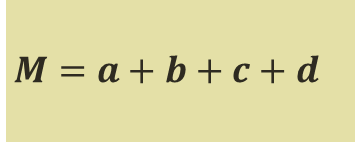 M = a + b + c + d